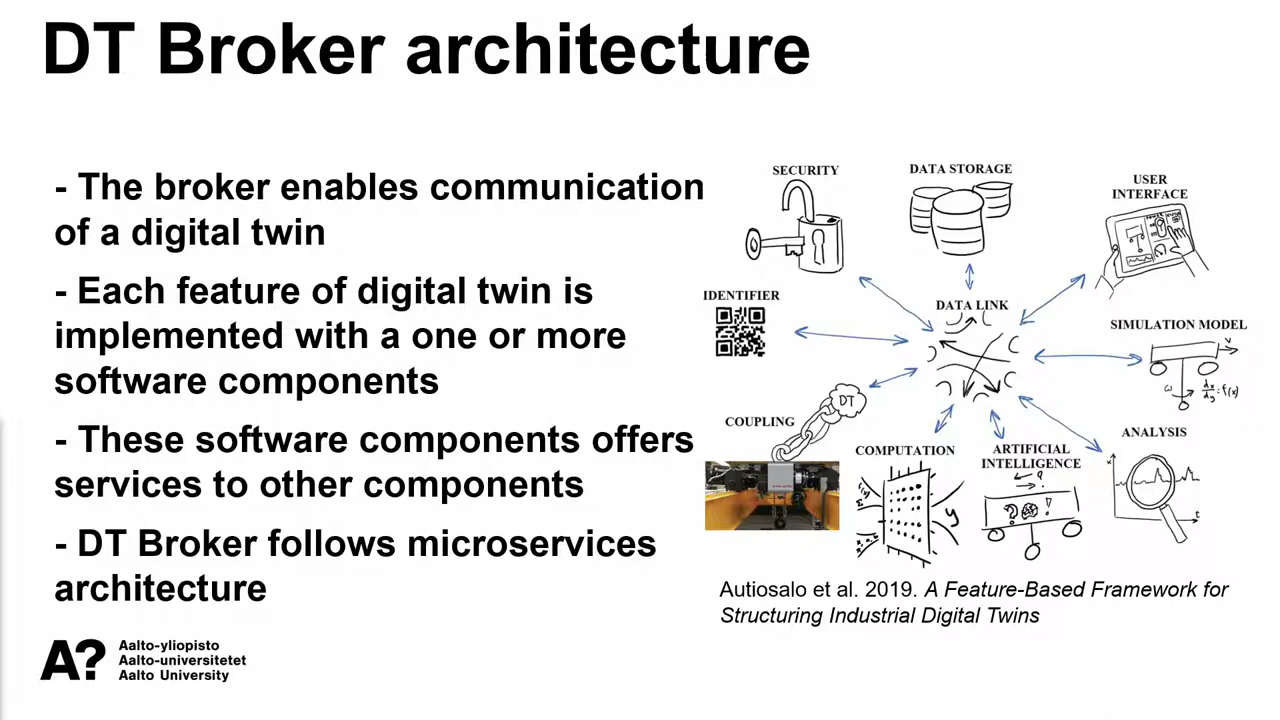 DT Broker architecture
- The broker enables communication
of a digital twin
- Each feature of digital twin is
implemented with a one or more
software components
- These software components offers
services to other components
- DT Broker follows microservices
architecture
SECURITY
DATA STORAGE
USER
INTERFACE
IDENTIFIER
DATA LINK
SIMULATION MODEL
COUPLING
DT
COMPUTATION
ARTIFICIAL
INTELLIGENCE
ANALYSIS
Autiosalo et al. 2019. A Feature-Based Framework for
Structuring Industrial Digital Twins
A?
Aalto-yliopisto
Aalto-universitetet
Aalto University